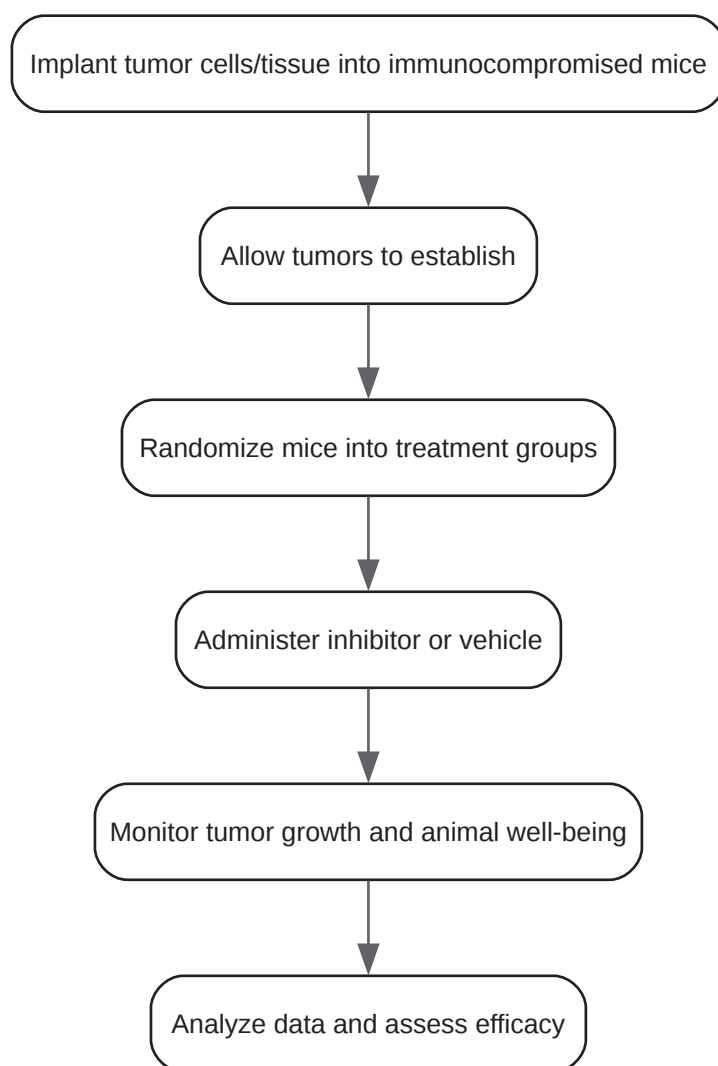 Implant tumor cells/tissue into immunocompromised mice
Allow tumors to establish
Randomize mice into treatment groups
Administer inhibitor or vehicle
Monitor tumor growth and animal well-being
Analyze data and assess efficacy